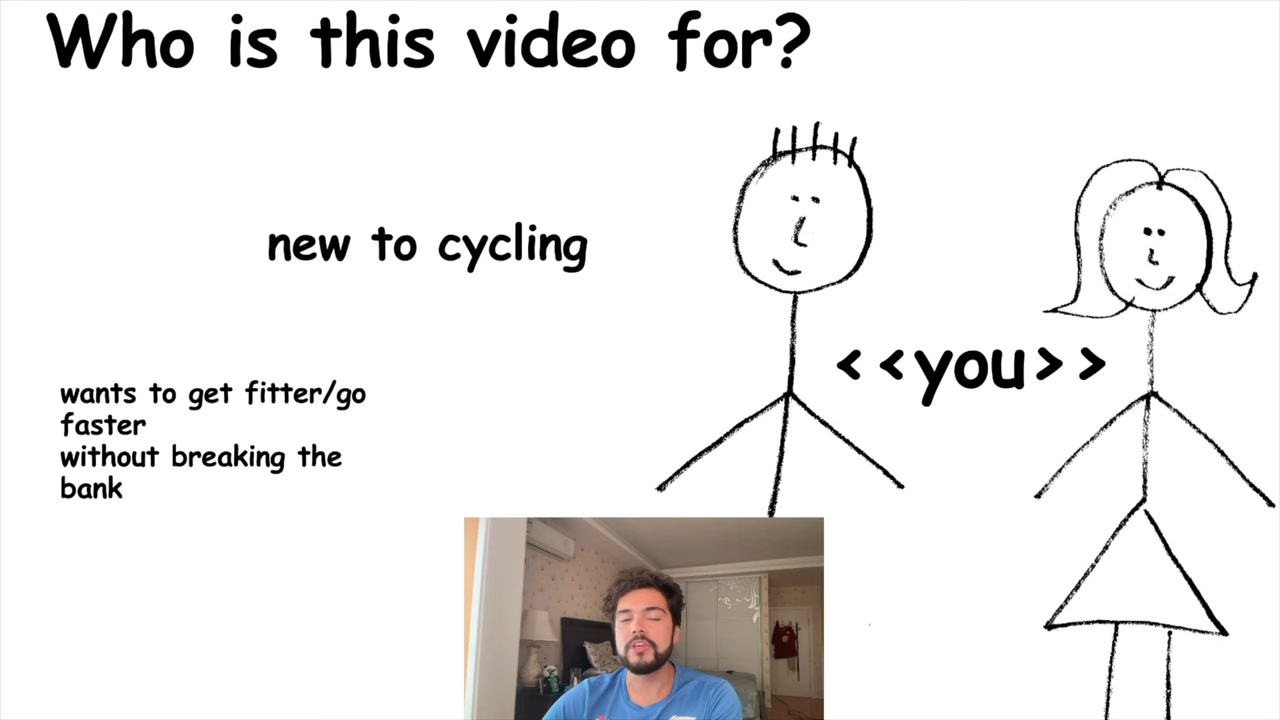 Who is this video for?
new to cycling
<<you>>
wants to get fitter/go
faster
without breaking the
bank